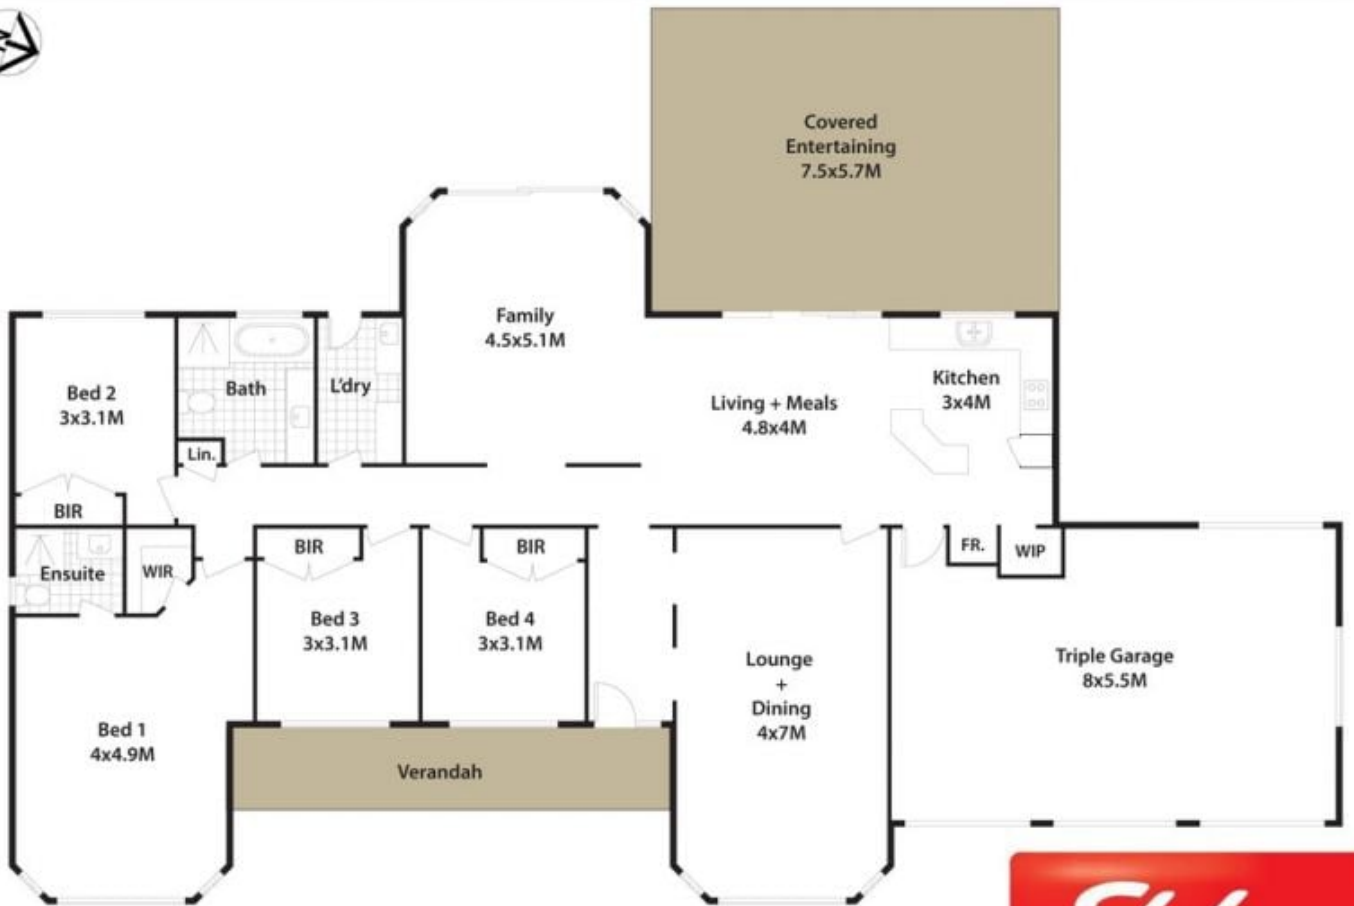 N
Covered
Entertaining
7.5x5.7M
Family
4.5x5.1M
Bed 2
3x3.1M
Bath
L'dry
Kitchen
3x4M
Living + Meals
4.8x4M
Lin.
BIR
Ensuite
WIR
BIR
BIR
FR.
WIP
Bed 3
3x3.1M
Bed 4
3x3.1M
Lounge
+
Dining
4x7M
Triple Garage
8x5.5M
Bed 1
4x4.9M
Verandah